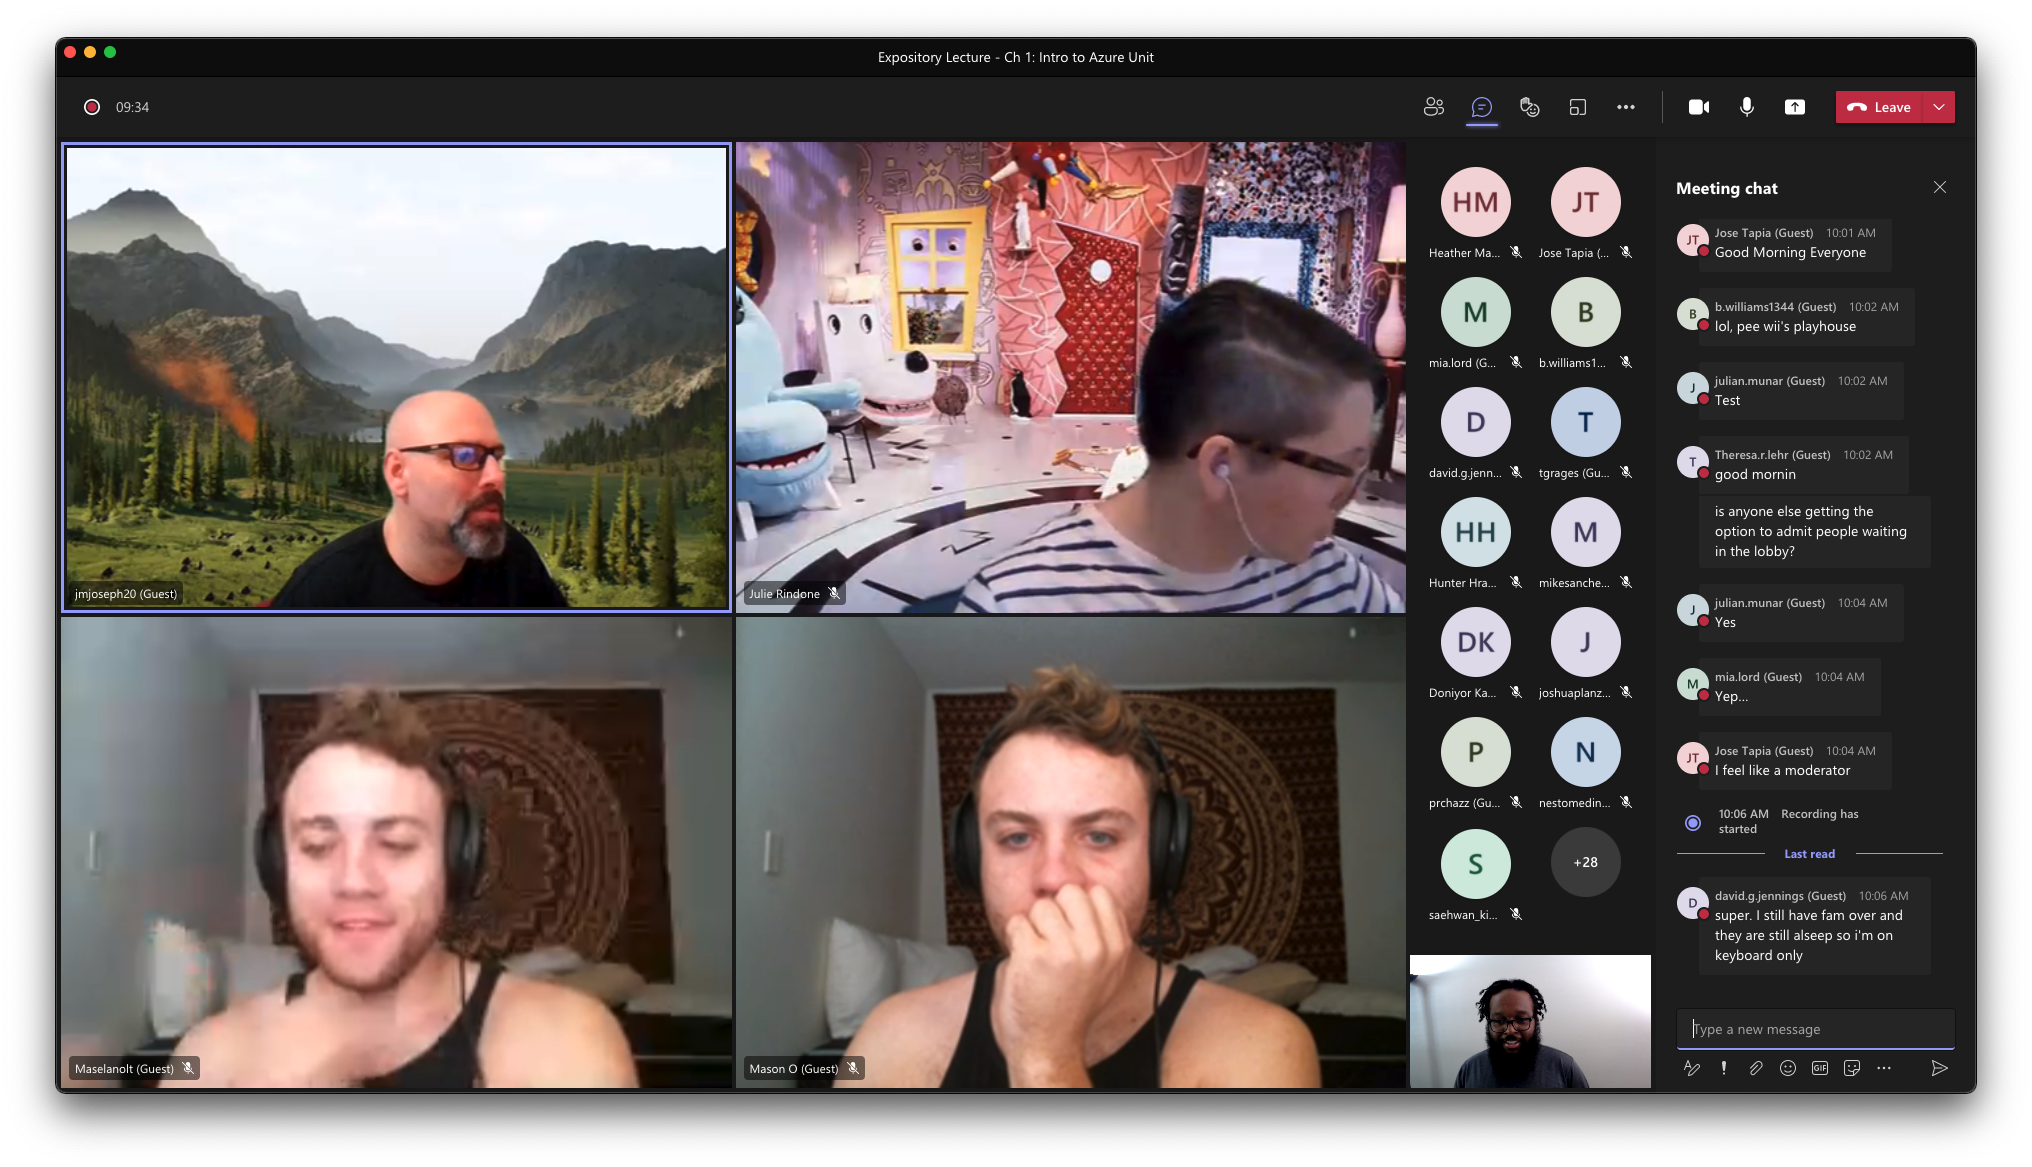 Expository Lecture - Ch 1: Intro to Azure Unit
09:34
Leave
jmjoseph20 (Guest)
Julie Rindone
Maselanolt (Guest)
Mason O (Guest)
HM
JT
Heather Ma...
Jose Tapia (...
M
B
mia.lord (G...
b.williams1...
D
T
david.g.jenn...
tgrages (Gu...
HH
M
Hunter Hra...
mikesanche...
DK
J
Doniyor Ka...
joshuaplanz...
P
N
prchazz (Gu...
nestomedin...
S
+28
saehwan_ki...
Meeting chat
JT
Jose Tapia (Guest) 10:01 AM
Good Morning Everyone
B
b.williams1344 (Guest) 10:02 AM
lol, pee wii's playhouse
J
julian.munar (Guest) 10:02 AM
Test
T
Theresa.r.lehr (Guest) 10:02 AM
good mornin
is anyone else getting the
option to admit people waiting
in the lobby?
J
julian.munar (Guest) 10:04 AM
Yes
M
mia.lord (Guest) 10:04 AM
Yep...
JT
Jose Tapia (Guest) 10:04 AM
I feel like a moderator
10:06 AM Recording has
started
Last read
D
david.g.jennings (Guest) 10:06 AM
super. I still have fam over and
they are still alseep so i'm on
keyboard only
Type a new message
GIF